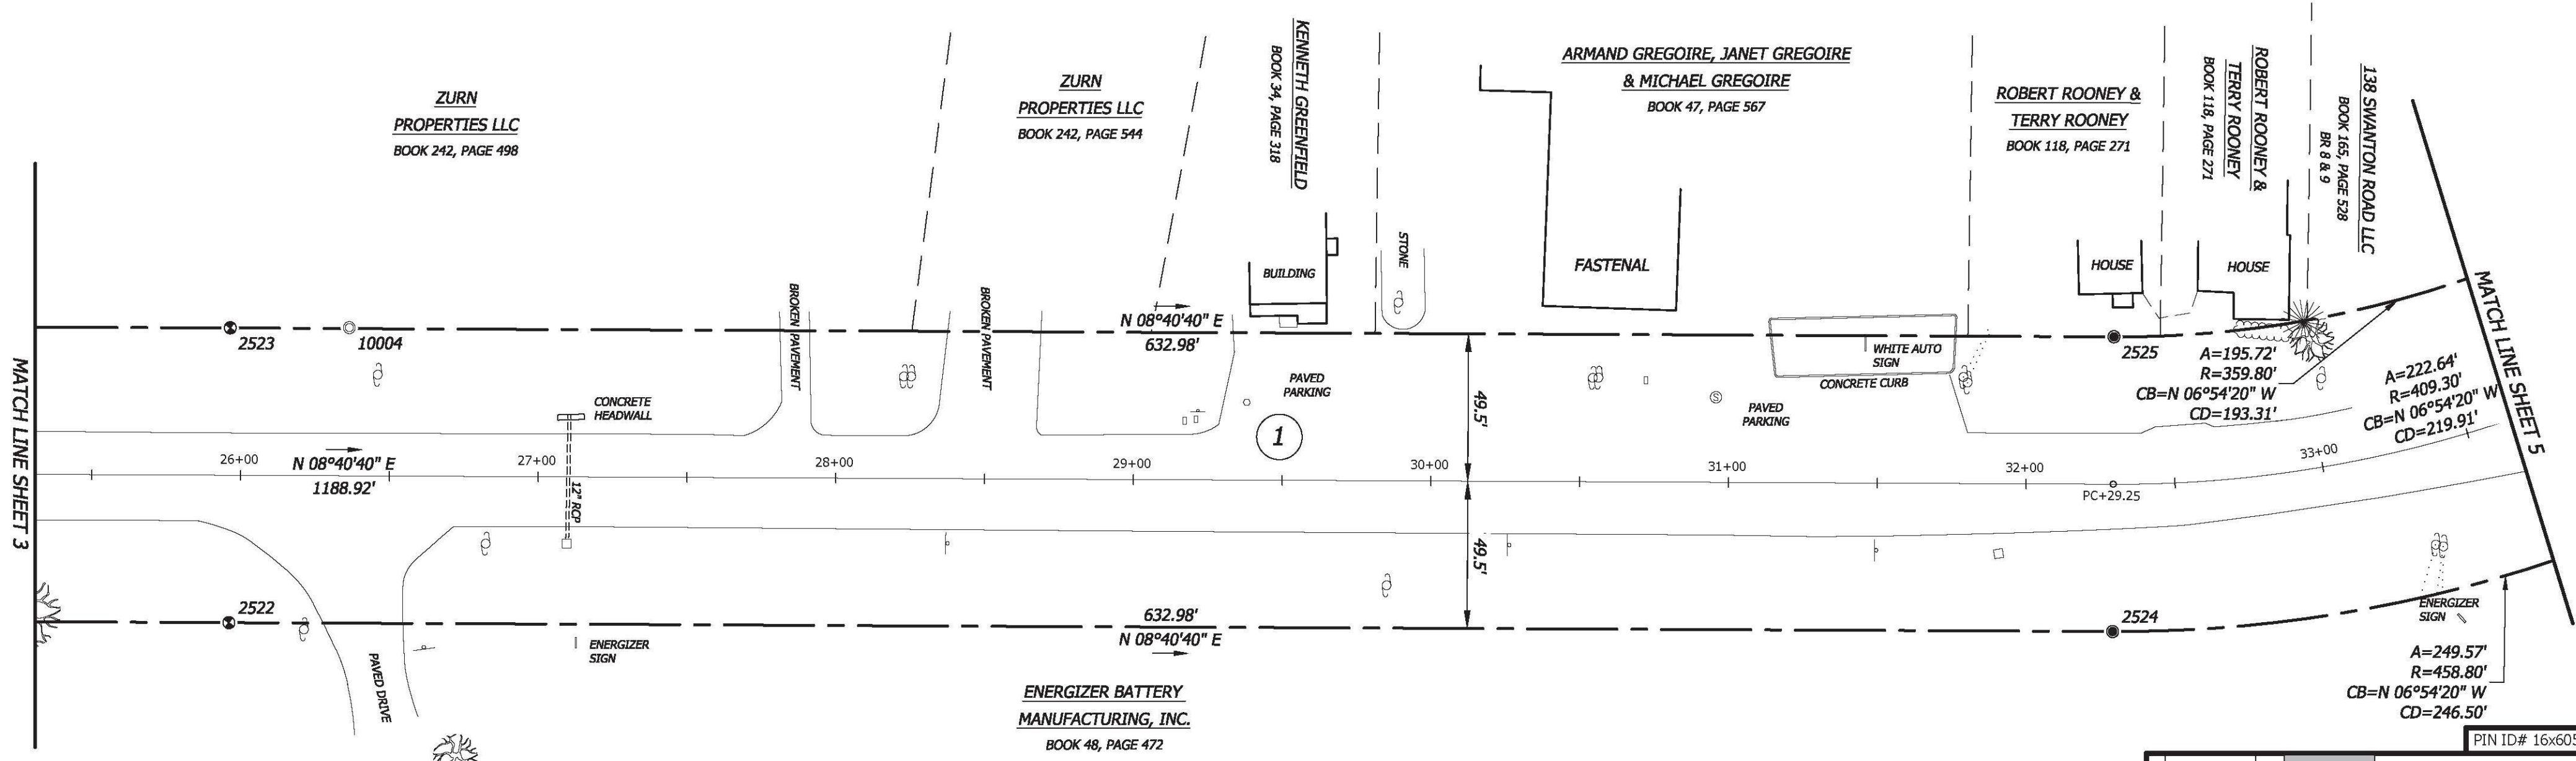 ZURN
PROPERTIES LLC
BOOK 242, PAGE 498
ZURN
PROPERTIES LLC
BOOK 242, PAGE 544
KENNETH GREENFIELD
BOOK 34, PAGE 318
ARMAND GREGOIRE, JANET GREGOIRE
& MICHAEL GREGOIRE
BOOK 47, PAGE 567
ROBERT ROONEY &
TERRY ROONEY
BOOK 118, PAGE 271
ROBERT ROONEY &
TERRY ROONEY
BOOK 118, PAGE 271
138 SWANTON ROAD LLC
BOOK 165, PAGE 528
BR 8 & 9
STONE
BUILDING
FASTENAL
HOUSE
HOUSE
MATCH LINE SHEET 3
MATCH LINE SHEET 5
2523
10004
BROKEN PAVEMENT
BROKEN PAVEMENT
N 08°40'40" E
632.98'
PAVED
PARKING
1
49.5'
49.5'
WHITE AUTO
SIGN
CONCRETE CURB
PAVED
PARKING
S
2525
A=195.72'
R=359.80'
CB=N 06°54'20" W
CD=193.31'
A=222.64'
R=409.30'
CB=N 06°54'20" W
CD=219.91'
CONCRETE
HEADWALL
12" RCP
26+00
27+00
28+00
29+00
30+00
31+00
32+00
33+00
N 08°40'40" E
1188.92'
PC+29.25
2522
PAVED DRIVE
ENERGIZER
SIGN
632.98'
N 08°40'40" E
2524
ENERGIZER
SIGN
A=249.57'
R=458.80'
CB=N 06°54'20" W
CD=246.50'
ENERGIZER BATTERY
MANUFACTURING, INC.
BOOK 48, PAGE 472
PIN ID# 16x605